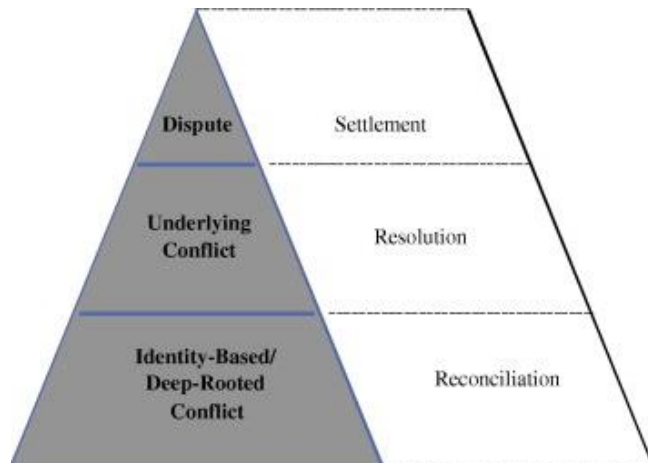 Dispute
Settlement
Underlying
Conflict
Resolution
Identity-Based/
Deep-Rooted
Conflict
Reconciliation